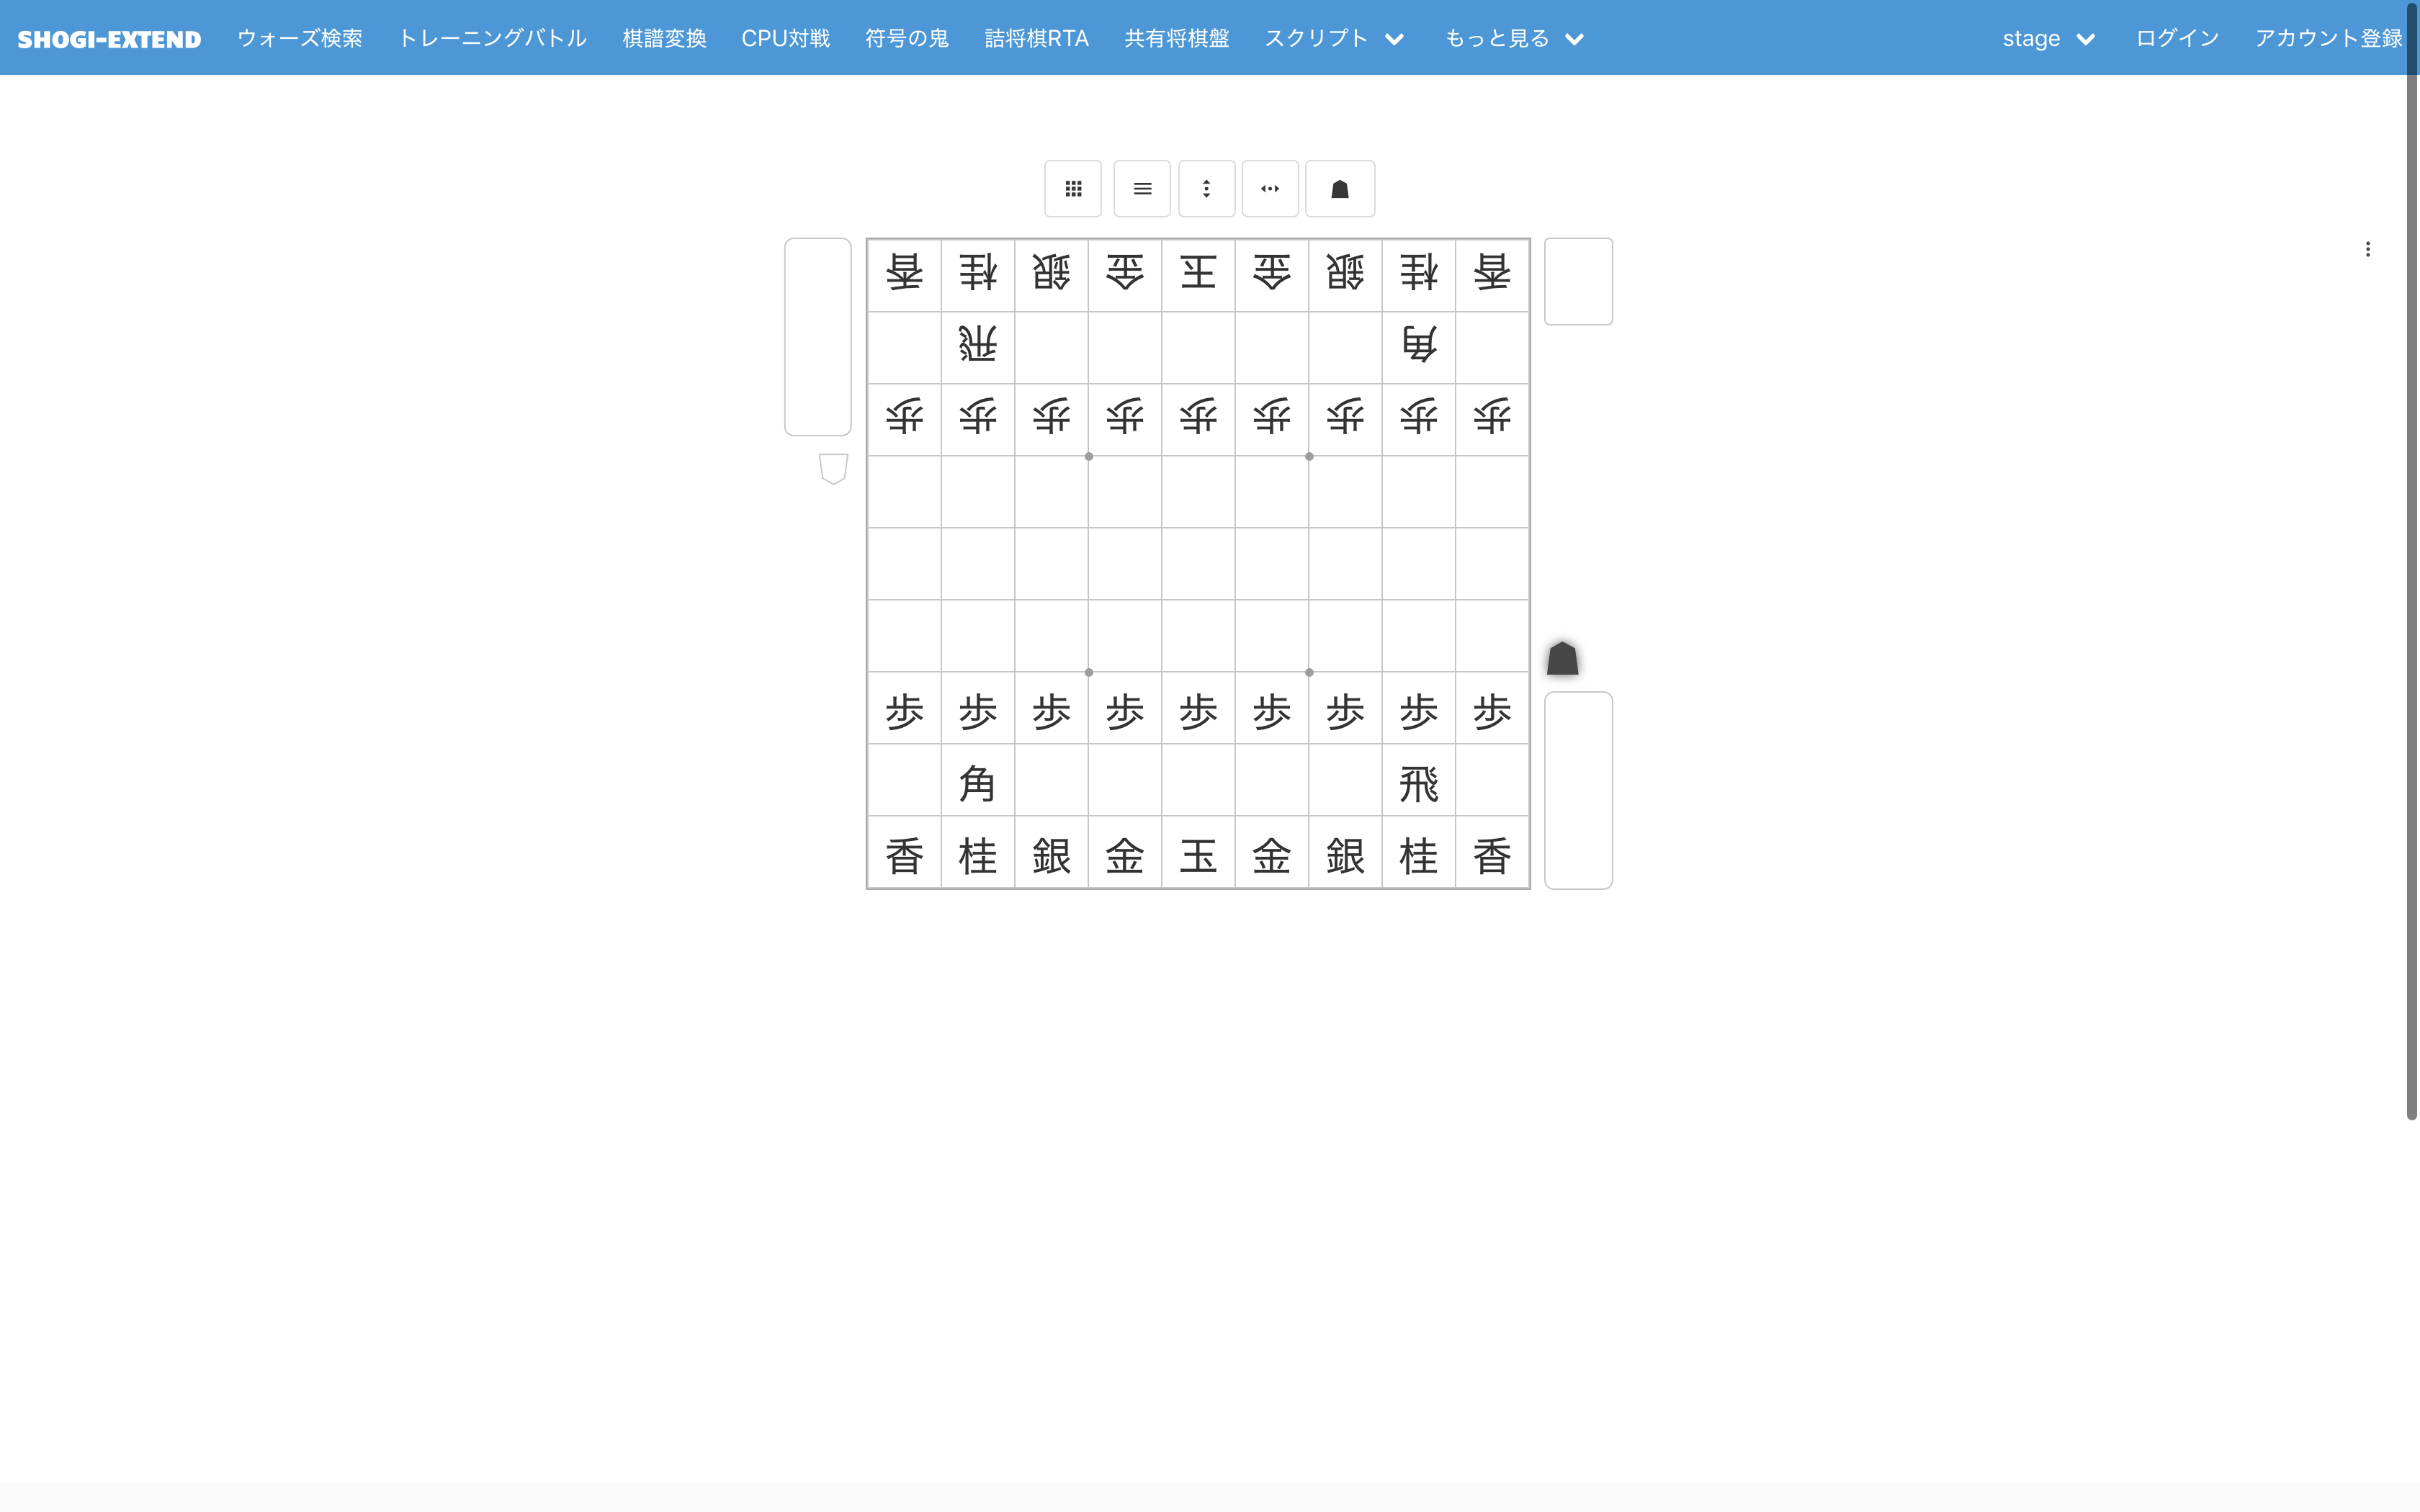 SHOGI-EXTEND ウォーズ検索 トレーニングバトル 棋譜変換 CPU対戦 符号の鬼 詰将棋RTA 共有将棋盤 スクリプト もっと見る stage ログイン アカウント登録
香 桂 銀 金 王 金 銀 桂 香
飛 角
歩 歩 歩 歩 歩 歩 歩 歩 歩
歩 歩 歩 歩 歩 歩 歩 歩 歩
角 飛
香 桂 銀 金 玉 金 銀 桂 香